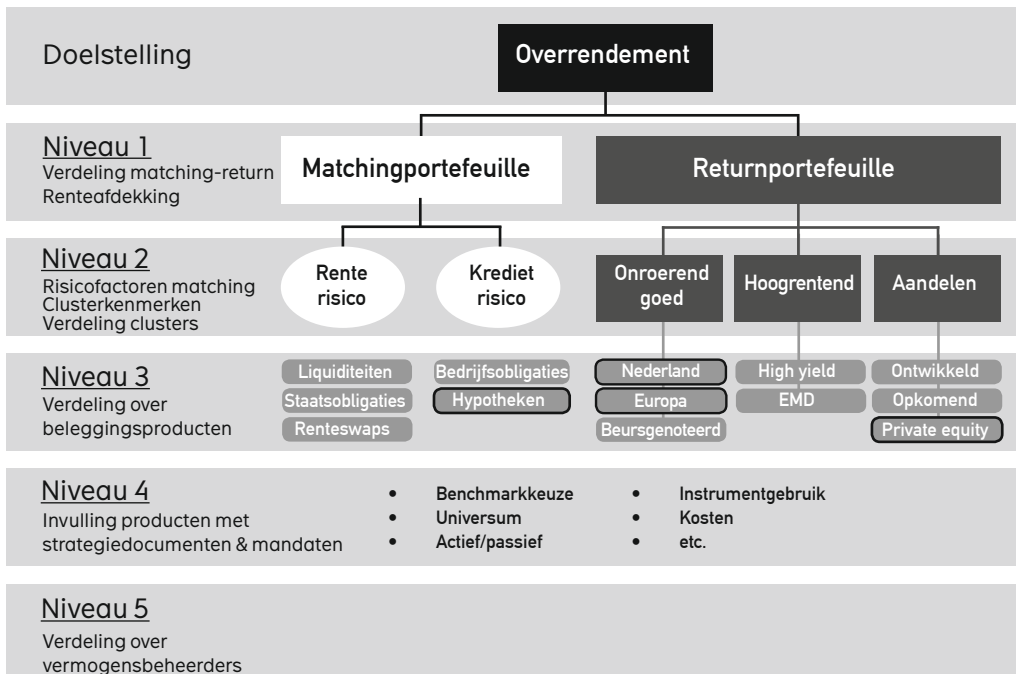 Doelstelling
Overrendement
Niveau 1
Verdeling matching-return
Renteafdekking
Matchingportefeuille
Returnportefeuille
Niveau 2
Risicofactoren matching
Clusterkenmerken
Verdeling clusters
Rente
risico
Krediet
risico
Onroerend
goed
Hoogrentend
Aandelen
Niveau 3
Verdeling over
beleggingsproducten
Liquiditeiten
Staatsobligaties
Renteswaps
Bedrijfsobligaties
Hypotheken
Nederland
Europa
Beursgenoteerd
High yield
EMD
Ontwikkeld
Opkomend
Private equity
Niveau 4
Invulling producten met
strategiedocumenten & mandaten
• Benchmarkkeuze
• Universum
• Actief/passief
• Instrumentgebruik
• Kosten
• etc.
Niveau 5
Verdeling over
vermogensbeheerders